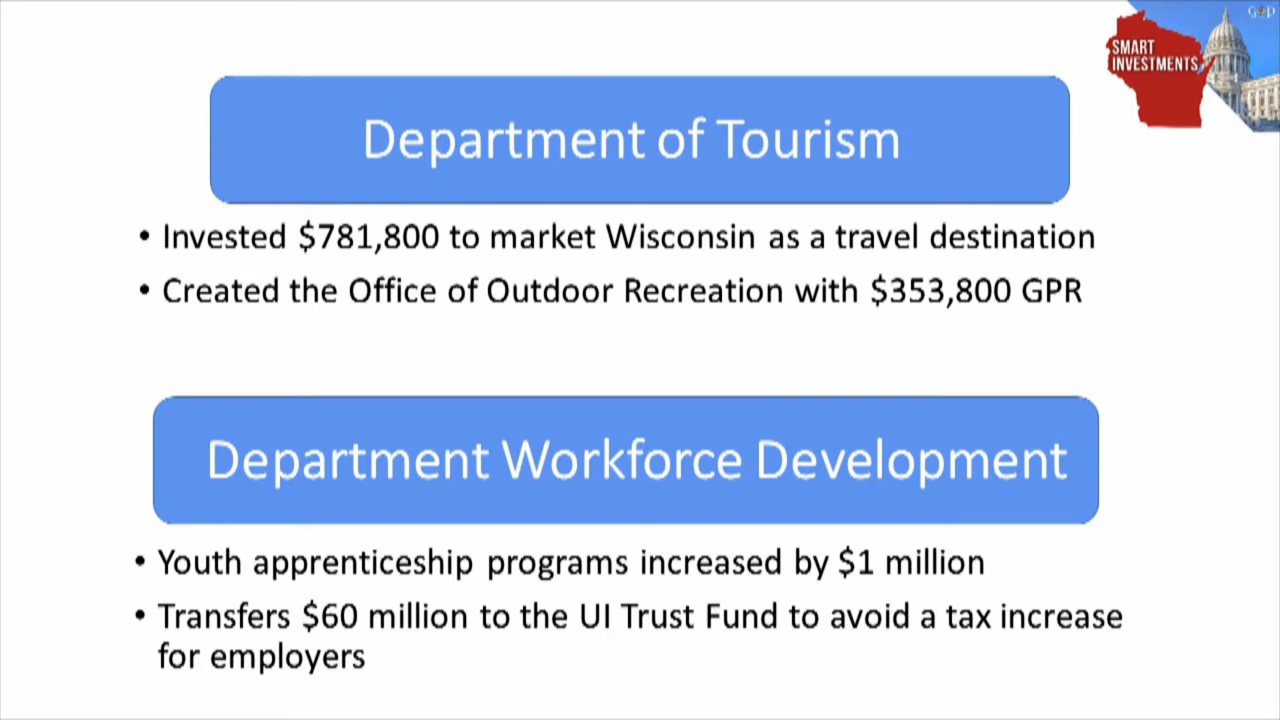 GOP
SMART
INVESTMENTS
Department of Tourism
• Invested $781,800 to market Wisconsin as a travel destination
• Created the Office of Outdoor Recreation with $353,800 GPR
Department Workforce Development
• Youth apprenticeship programs increased by $1 million
• Transfers $60 million to the UI Trust Fund to avoid a tax increase
for employers